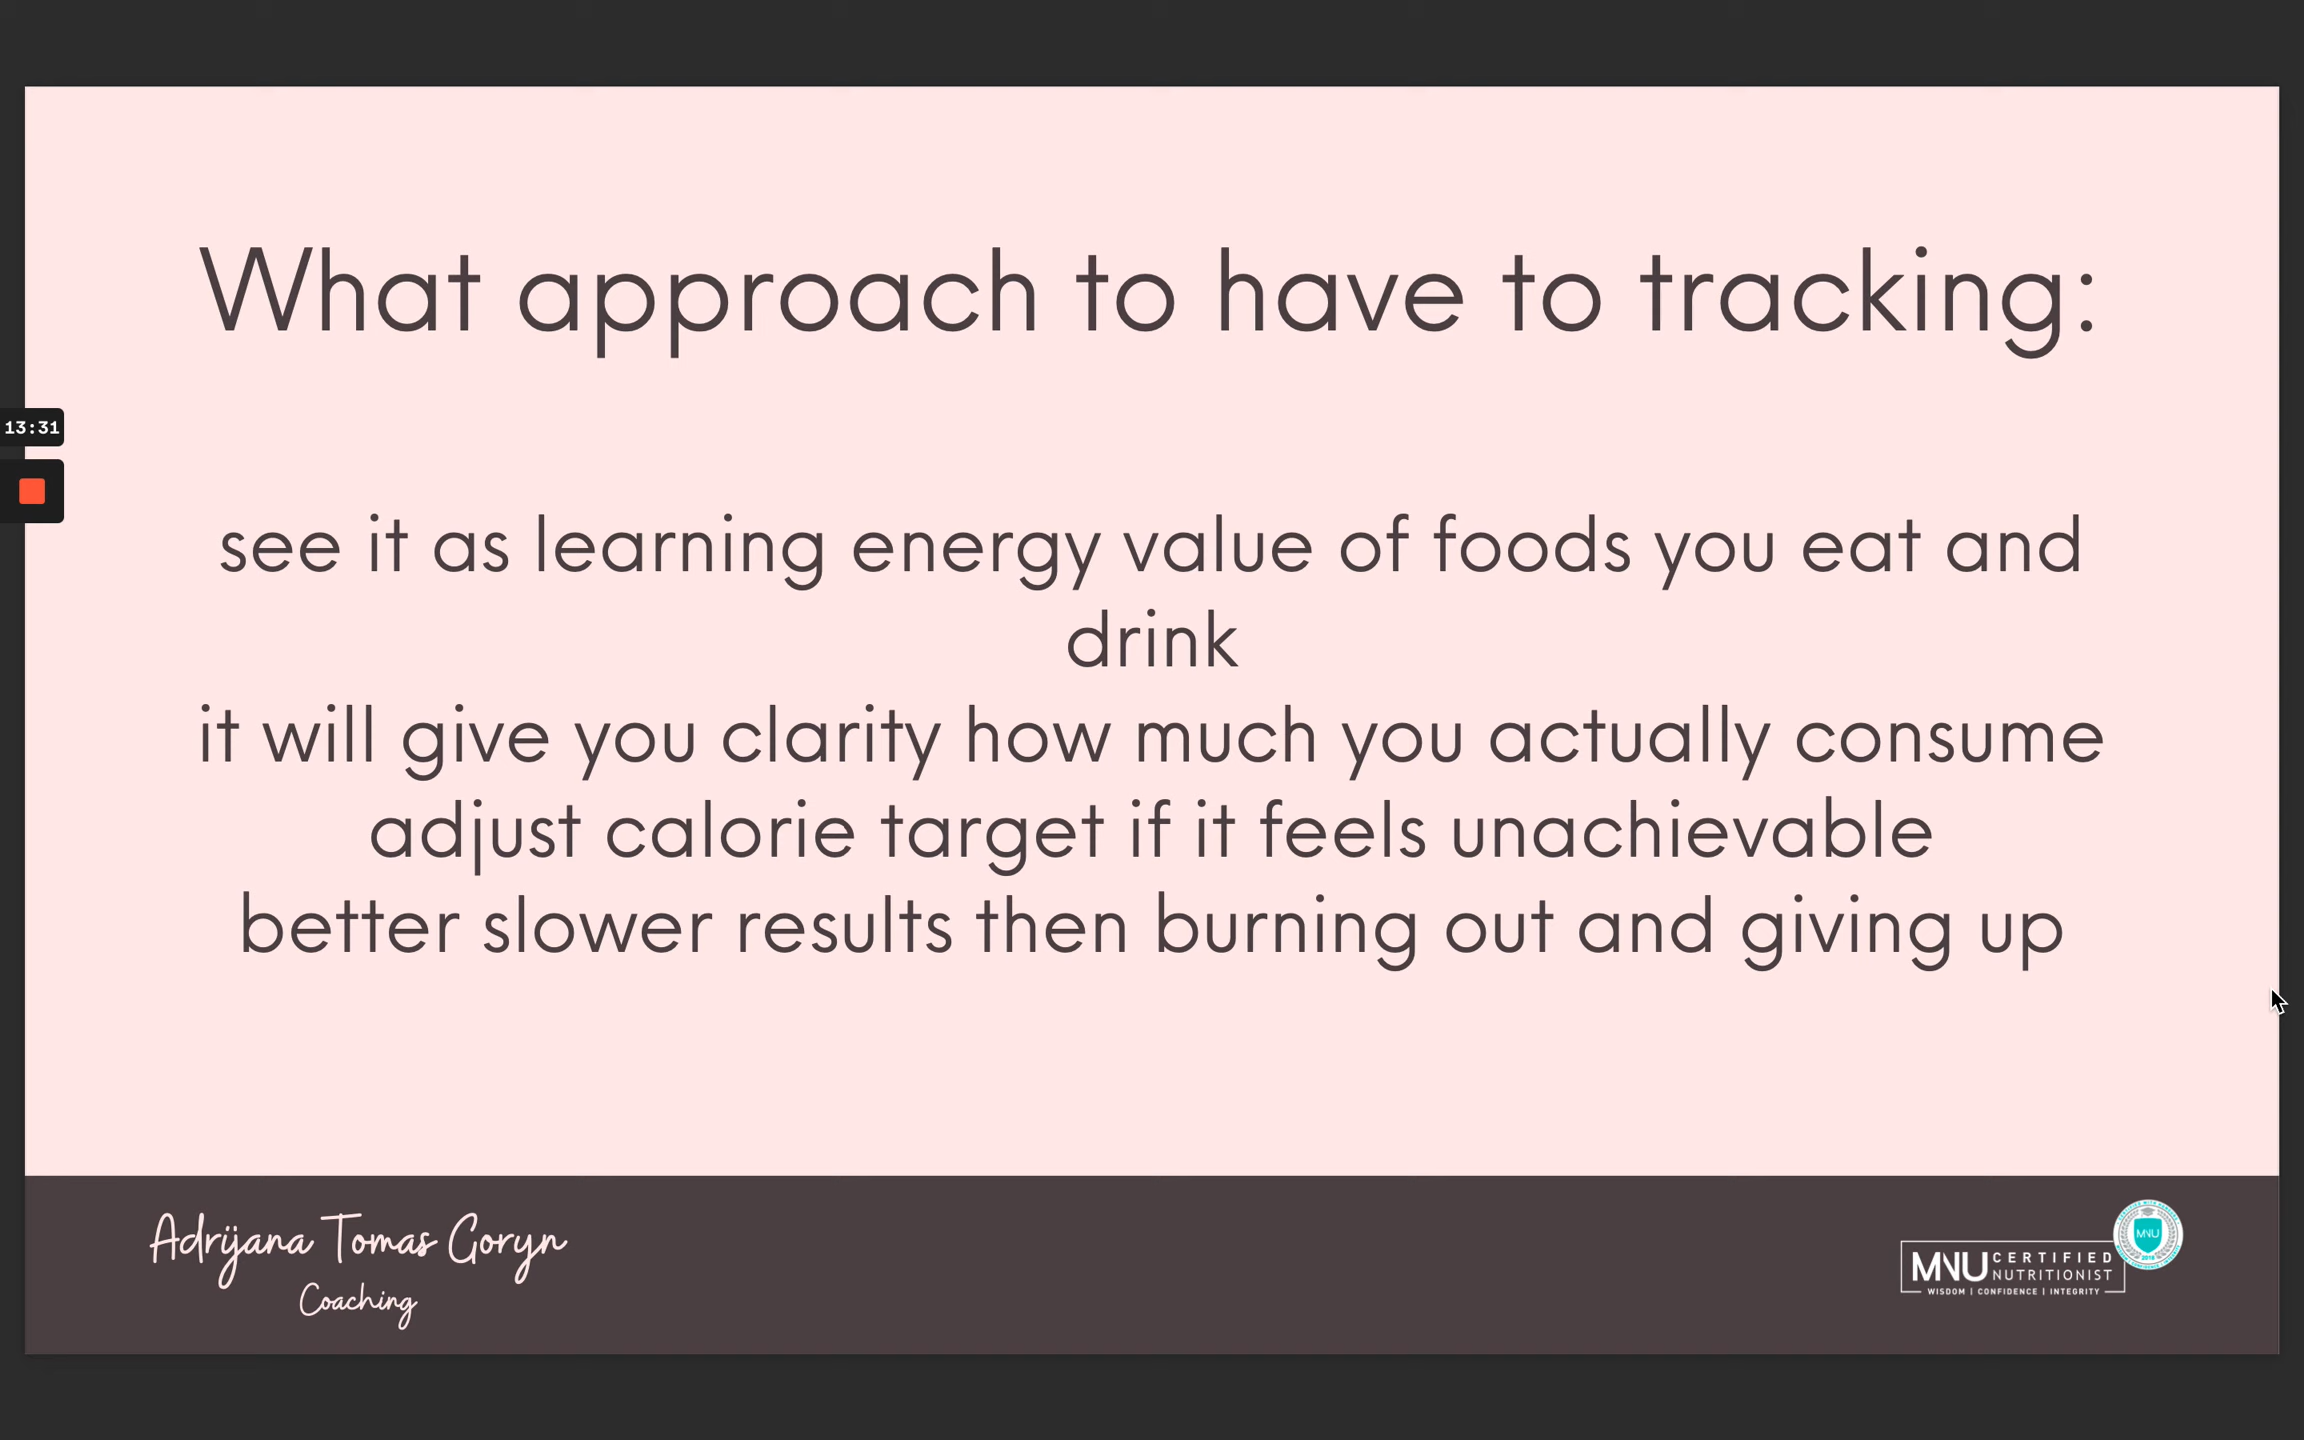 What approach to have to tracking:
13:31
see it as learning energy value of foods you eat and
drink
it will give you clarity how much you actually consume
adjust calorie target if it feels unachievable
better slower results then burning out and giving up
Adrijana Tomas Goryn
Coaching
MNU CERTIFIED
NUTRITIONIST
WISDOM | CONFIDENCE | INTEGRITY
MNU